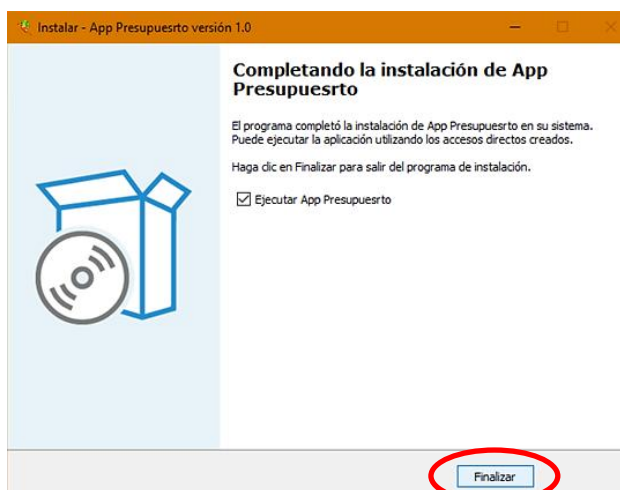 Instalar - App Presupuesrto versión 1.0
Completando la instalación de App
Presupuesrto
El programa completó la instalación de App Presupuesrto en su sistema.
Puede ejecutar la aplicación utilizando los accesos directos creados.
Haga clic en Finalizar para salir del programa de instalación.
Ejecutar App Presupuesrto
Finalizar